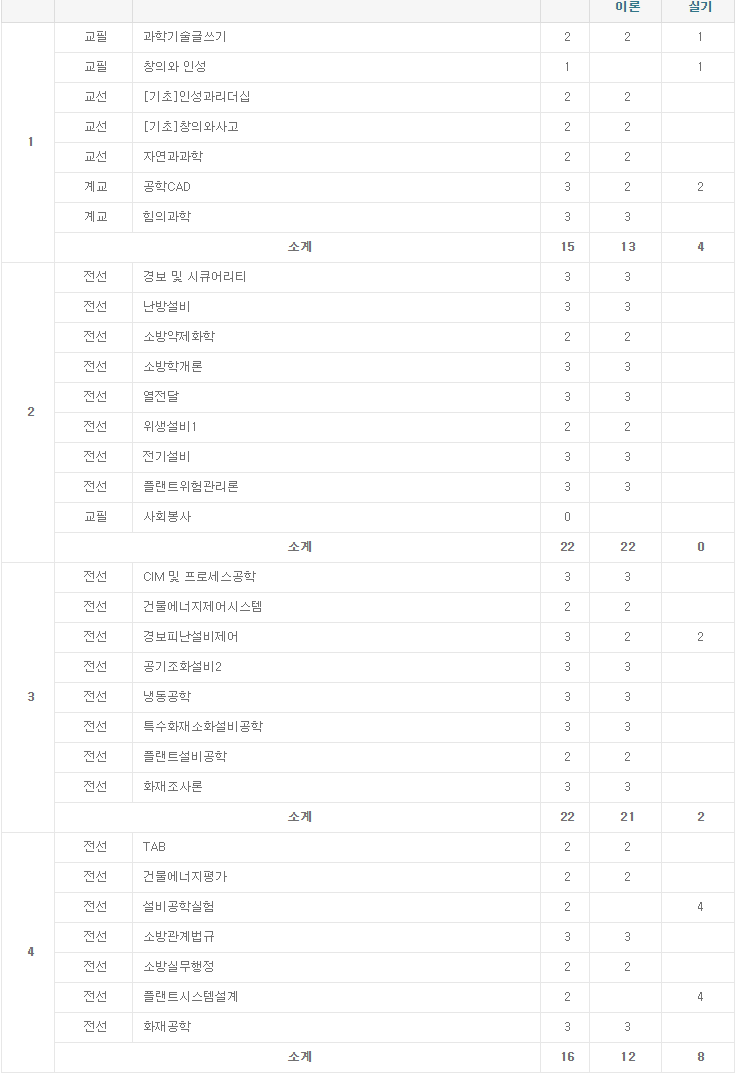 이론 실기
1
교필 과학기술글쓰기 2 2 1
교필 창의와 인성 1 1
교선 [기초]인성과리더십 2 2
교선 [기초]창의와사고 2 2
교선 자연과과학 2 2
계교 공학CAD 3 2 2
계교 힘의과학 3 3
소계 15 13 4
2
전선 경보 및 시큐어리티 3 3
전선 난방설비 3 3
전선 소방약제화학 2 2
전선 소방학개론 3 3
전선 열전달 3 3
전선 위생설비1 2 2
전선 전기설비 3 3
전선 플랜트위험관리론 3 3
교필 사회봉사 0
소계 22 22 0
3
전선 CIM 및 프로세스공학 3 3
전선 건물에너지제어시스템 2 2
전선 경보피난설비제어 3 2 2
전선 공기조화설비2 3 3
전선 냉동공학 3 3
전선 특수화재소화설비공학 3 3
전선 플랜트설비공학 2 2
전선 화재조사론 3 3
소계 22 21 2
4
전선 TAB 2 2
전선 건물에너지평가 2 2
전선 설비공학실험 2 4
전선 소방관계법규 3 3
전선 소방실무행정 2 2
전선 플랜트시스템설계 2 4
전선 화재공학 3 3
소계 16 12 8